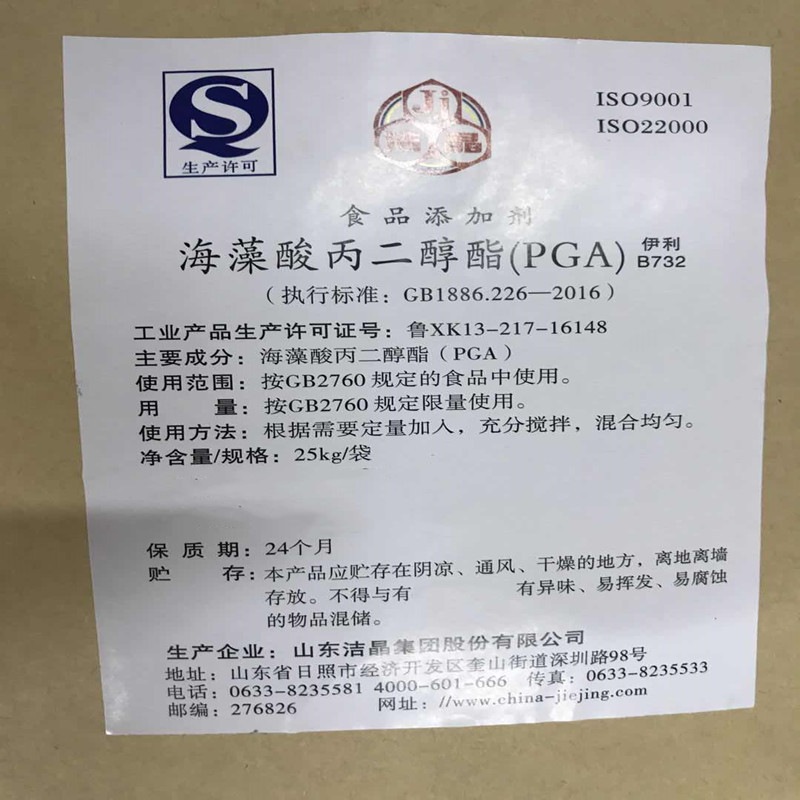 生产许可
Jj
洁晶
ISO9001
ISO22000
食品添加剂
海藻酸丙二醇酯(PGA) 伊利 B732
(执行标准：GB1886.226—2016)
工业产品生产许可证号：鲁XK13-217-16148
主要成分：海藻酸丙二醇酯(PGA)
使用范围：按GB2760 规定的食品中使用。
用 量：按GB2760 规定限量使用。
使用方法：根据需要定量加入，充分搅拌，混合均匀。
净含量/规格：25kg/袋
保 质 期：24个月
贮 存：本产品应贮存在阴凉、通风、干燥的地方，离地离墙
存放。不得与有 有异味、易挥发、易腐蚀
的物品混储。
生产企业：山东洁晶集团股份有限公司
地址：山东省日照市经济开发区奎山街道深圳路98号
电话：0633-8235581 4000-601-666 传真：0633-8235533
邮编：276826 网址：//www.china-jiejing.com